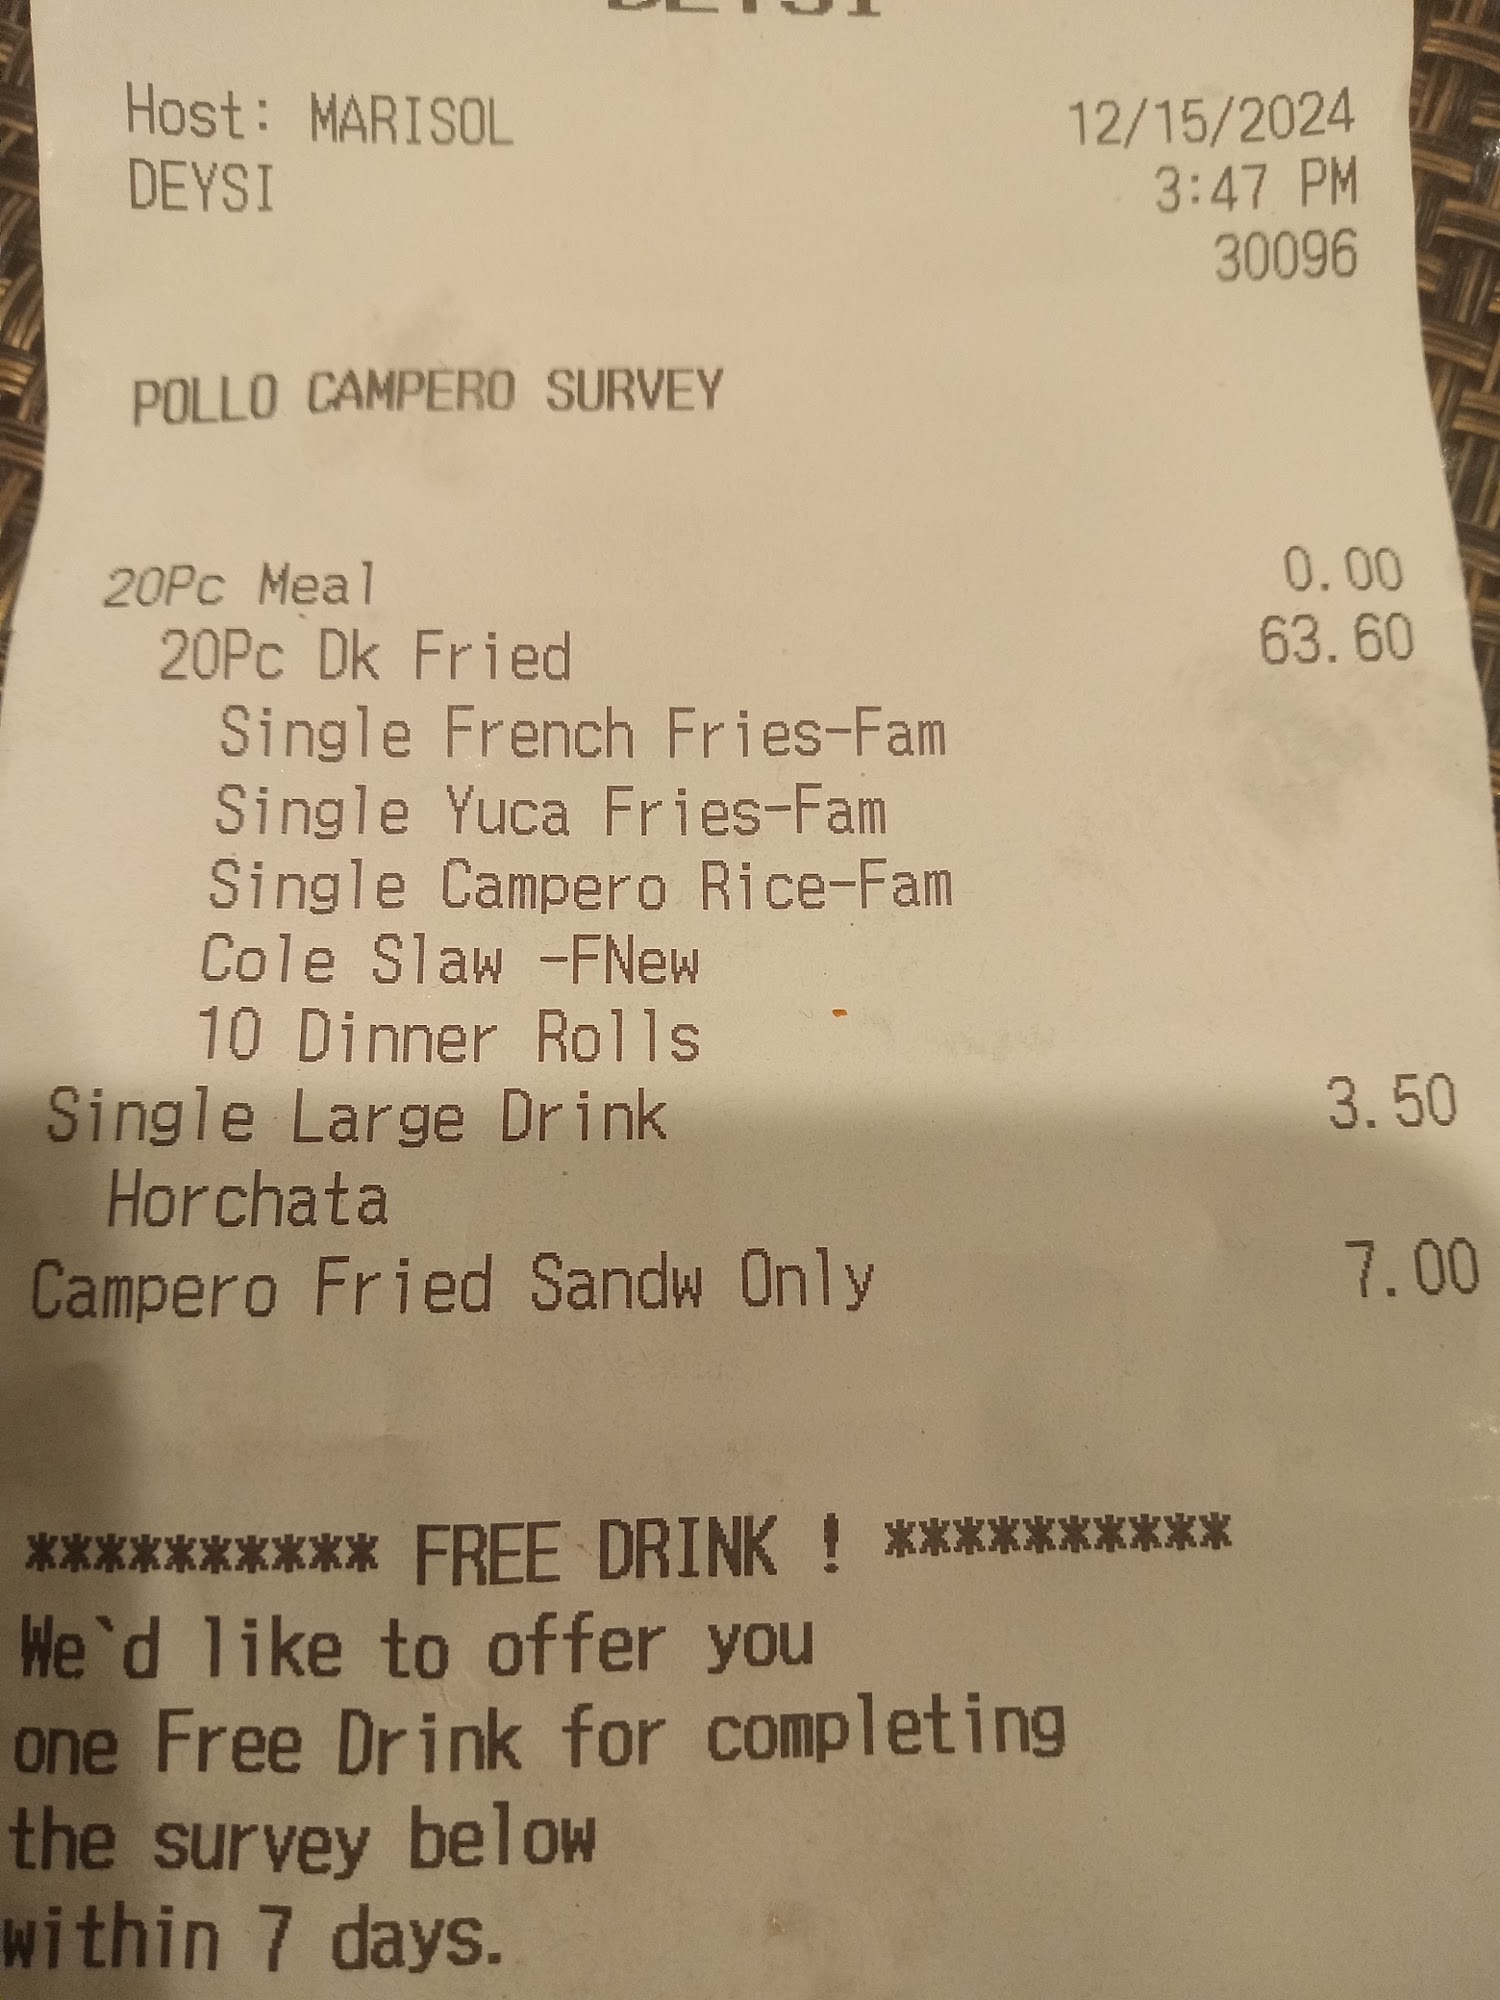 DEYSI
Host: MARISOL 12/15/2024
DEYSI 3:47 PM
30096
POLLO CAMPERO SURVEY
20Pc Meal 0.00
20Pc Dk Fried 63.60
Single French Fries-Fam
Single Yuca Fries-Fam
Single Campero Rice-Fam
Cole Slaw -FNew
10 Dinner Rolls
Single Large Drink 3.50
Horchata
Campero Fried Sandw Only 7.00
********** FREE DRINK ! **********
We`d like to offer you
one Free Drink for completing
the survey below
within 7 days.